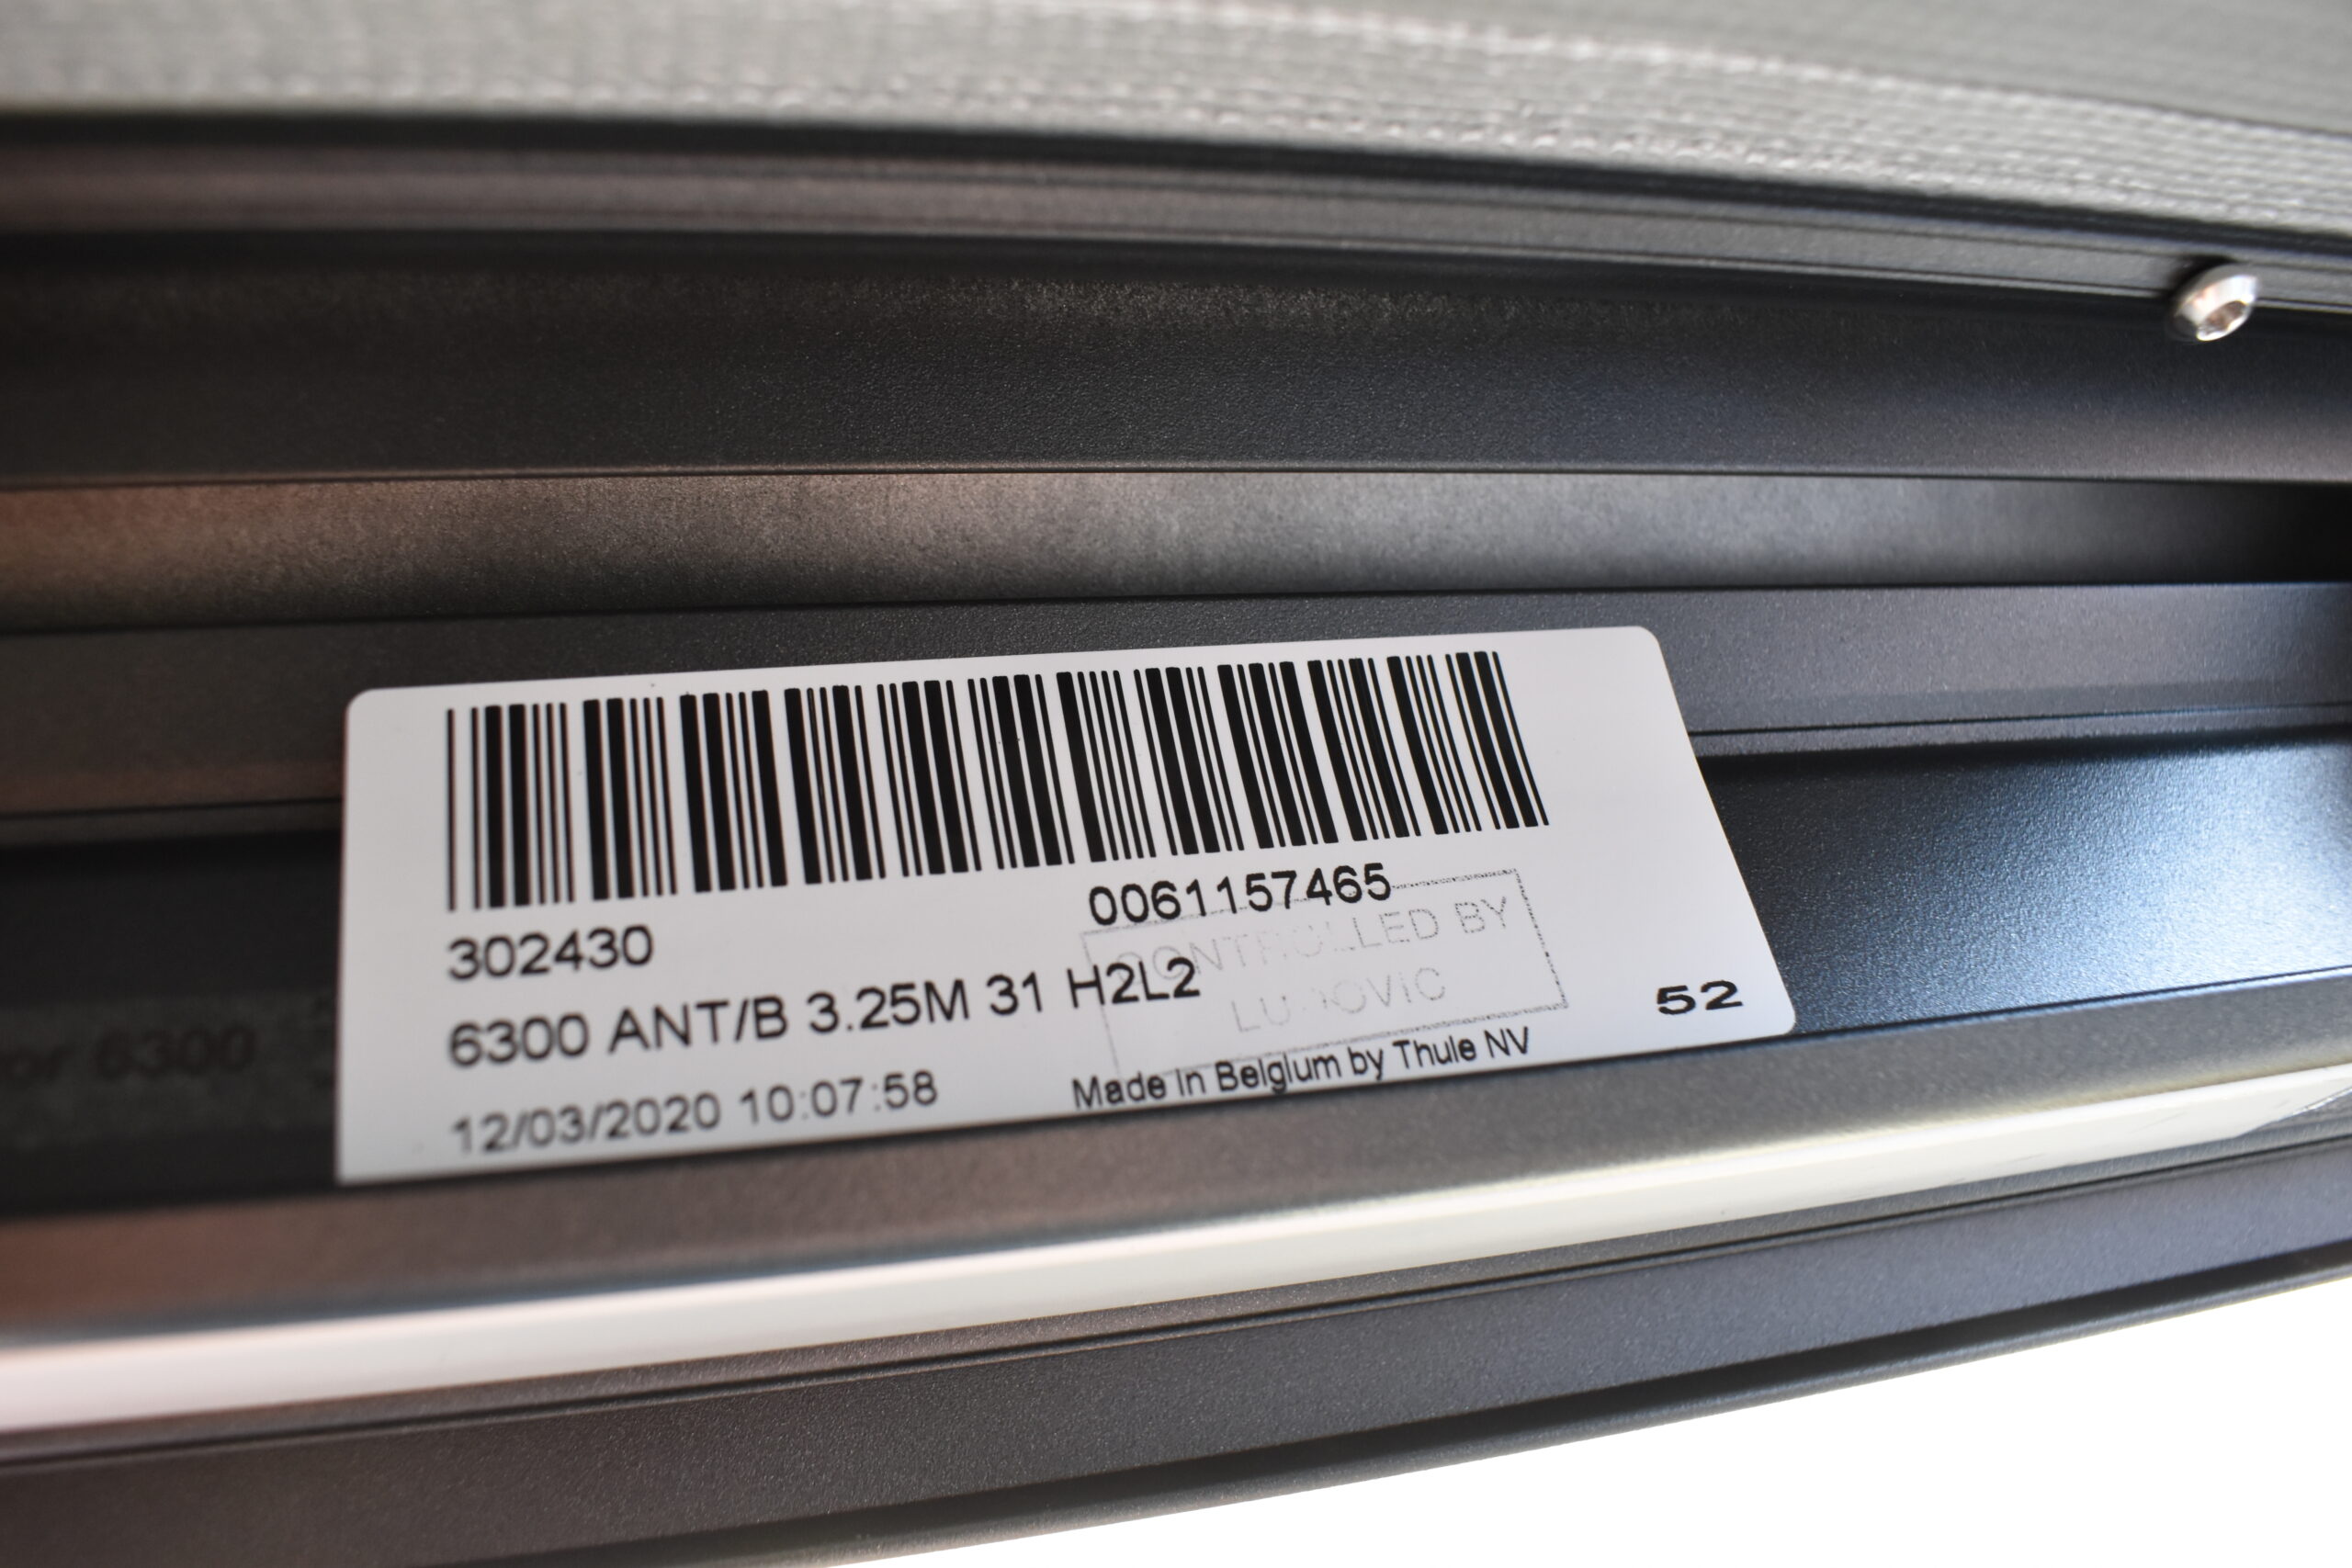 0061157465
302430
CONTROLLED BY
LUDOVIC
6300 ANT/B 3.25M 31 H2L2
52
12/03/2020 10:07:58
Made in Belgium by Thule NV
6300